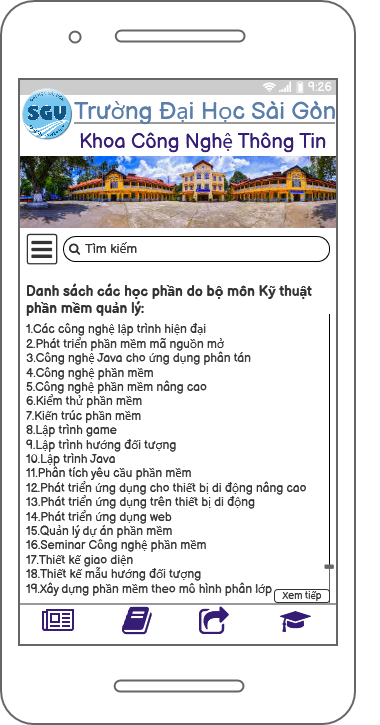 9:26
SGU
Trường Đại Học Sài Gòn
Khoa Công Nghệ Thông Tin
Tìm kiếm
Danh sách các học phần do bộ môn Kỹ thuật
phần mềm quản lý:
1.Các công nghệ lập trình hiện đại
2.Phát triển phần mềm mã nguồn mở
3.Công nghệ Java cho ứng dụng phân tán
4.Công nghệ phần mềm
5.Công nghệ phần mềm nâng cao
6.Kiểm thử phần mềm
7.Kiến trúc phần mềm
8.Lập trình game
9.Lập trình hướng đối tượng
10.Lập trình Java
11.Phân tích yêu cầu phần mềm
12.Phát triển ứng dụng cho thiết bị di động nâng cao
13.Phát triển ứng dụng trên thiết bị di động
14.Phát triển ứng dụng web
15.Quản lý dự án phần mềm
16.Seminar Công nghệ phần mềm
17.Thiết kế giao diện
18.Thiết kế mẫu hướng đối tượng
19.Xây dựng phần mềm theo mô hình phân lớp
Xem tiếp